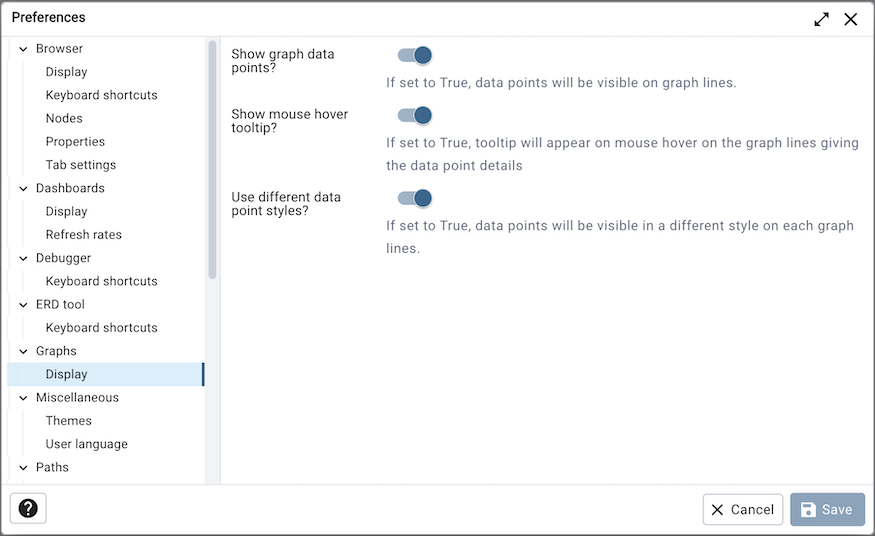 Preferences
Browser
Display
Keyboard shortcuts
Nodes
Properties
Tab settings
Dashboards
Display
Refresh rates
Debugger
Keyboard shortcuts
ERD tool
Keyboard shortcuts
Graphs
Display
Miscellaneous
Themes
User language
Paths
Show graph data
points?
If set to True, data points will be visible on graph lines.
Show mouse hover
tooltip?
If set to True, tooltip will appear on mouse hover on the graph lines giving
the data point details
Use different data
point styles?
If set to True, data points will be visible in a different style on each graph
lines.
?
Cancel
Save